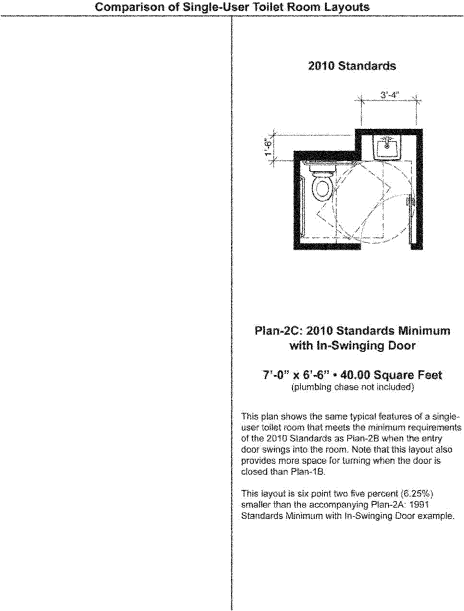 Comparison of Single-User Toilet Room Layouts
2010 Standards
3'-4"
1'-6"
Plan-2C: 2010 Standards Minimum
with In-Swinging Door
7'-0" x 6'-6" • 40.00 Square Feet
(plumbing chase not included)
This plan shows the same typical features of a single-
user toilet room that meets the minimum requirements
of the 2010 Standards as Plan-2B when the entry
door swings into the room. Note that this layout also
provides more space for turning when the door is
closed than Plan-1B.
This layout is six point two five percent (6.25%)
smaller than the accompanying Plan-2A: 1991
Standards Minimum with In-Swinging Door example.